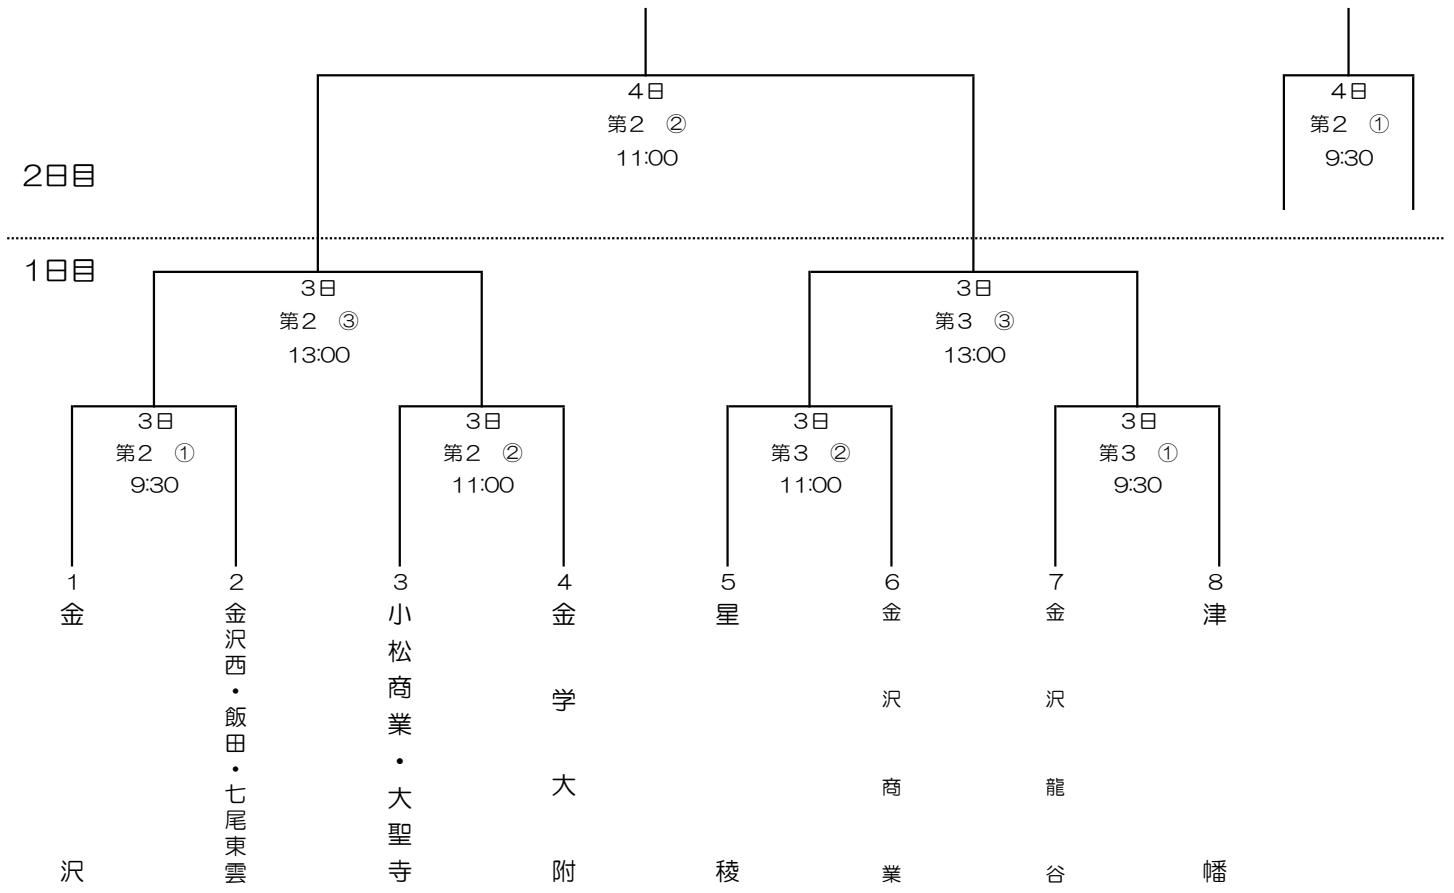 4日
第2　②
11:00
4日
第2　①
9:30
2日目
1日目
3日
第2　③
13:00
3日
第3　③
13:00
3日
第2　①
9:30
3日
第2　②
11:00
3日
第3　②
11:00
3日
第3　①
9:30
1
金沢
2
金沢西・飯田・七尾東雲
3
小松商業・大聖寺
4
金学大附
5
星稜
6
金沢商業
7
金沢龍谷
8
津幡